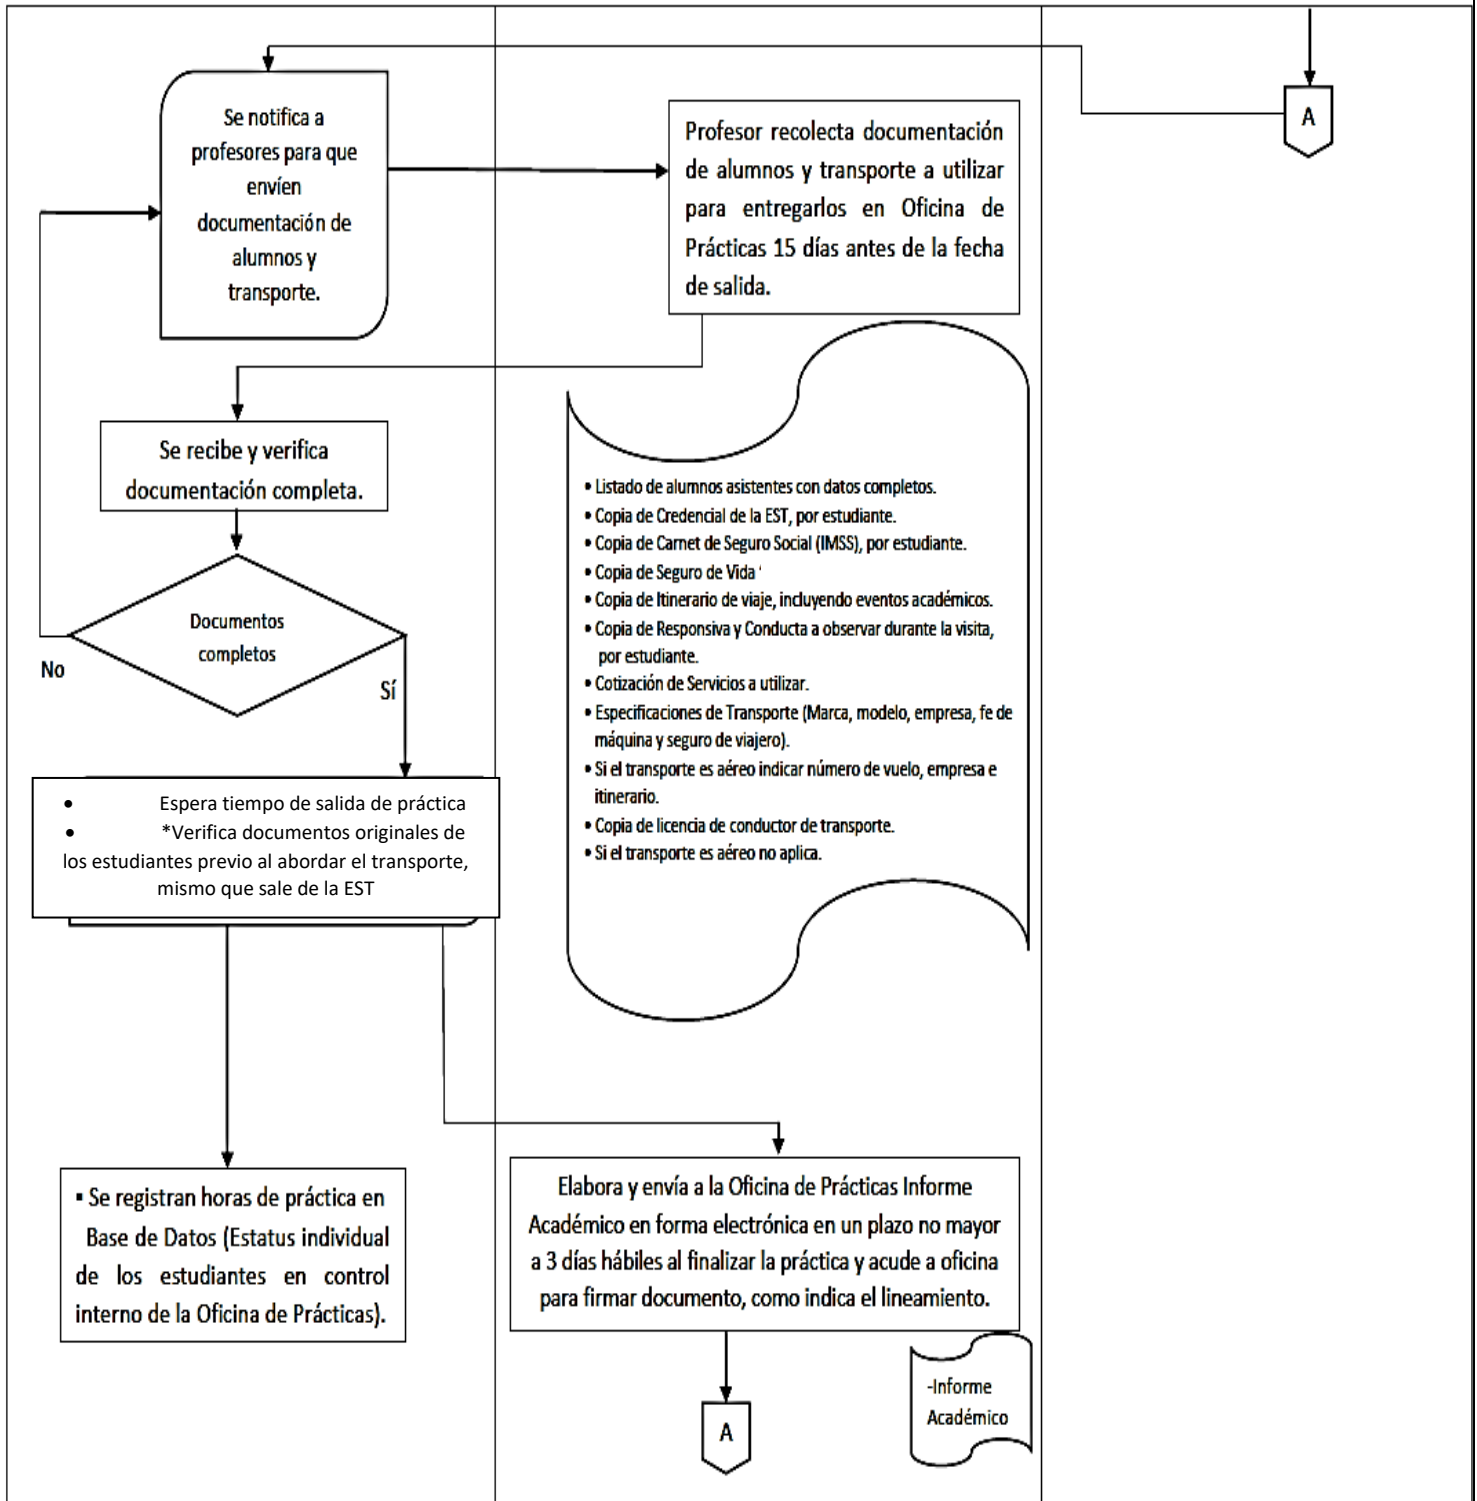 Se notifica a
profesores para que
envíen
documentación de
alumnos y
transporte.
Profesor recolecta documentación
de alumnos y transporte a utilizar
para entregarlos en Oficina de
Prácticas 15 días antes de la fecha
de salida.
A
Se recibe y verifica
documentación completa.
Documentos
completos
No
Sí
• Listado de alumnos asistentes con datos completos.
• Copia de Credencial de la EST, por estudiante.
• Copia de Carnet de Seguro Social (IMSS), por estudiante.
• Copia de Seguro de Vida '
• Copia de Itinerario de viaje, incluyendo eventos académicos.
• Copia de Responsiva y Conducta a observar durante la visita,
por estudiante.
• Cotización de Servicios a utilizar.
• Especificaciones de Transporte (Marca, modelo, empresa, fe de
máquina y seguro de viajero).
• Si el transporte es aéreo indicar número de vuelo, empresa e
itinerario.
• Copia de licencia de conductor de transporte.
• Si el transporte es aéreo no aplica.
• Espera tiempo de salida de práctica
• *Verifica documentos originales de
los estudiantes previo al abordar el transporte,
mismo que sale de la EST
▪ Se registran horas de práctica en
Base de Datos (Estatus individual
de los estudiantes en control
interno de la Oficina de Prácticas).
Elabora y envía a la Oficina de Prácticas Informe
Académico en forma electrónica en un plazo no mayor
a 3 días hábiles al finalizar la práctica y acude a oficina
para firmar documento, como indica el lineamiento.
-Informe
Académico
A